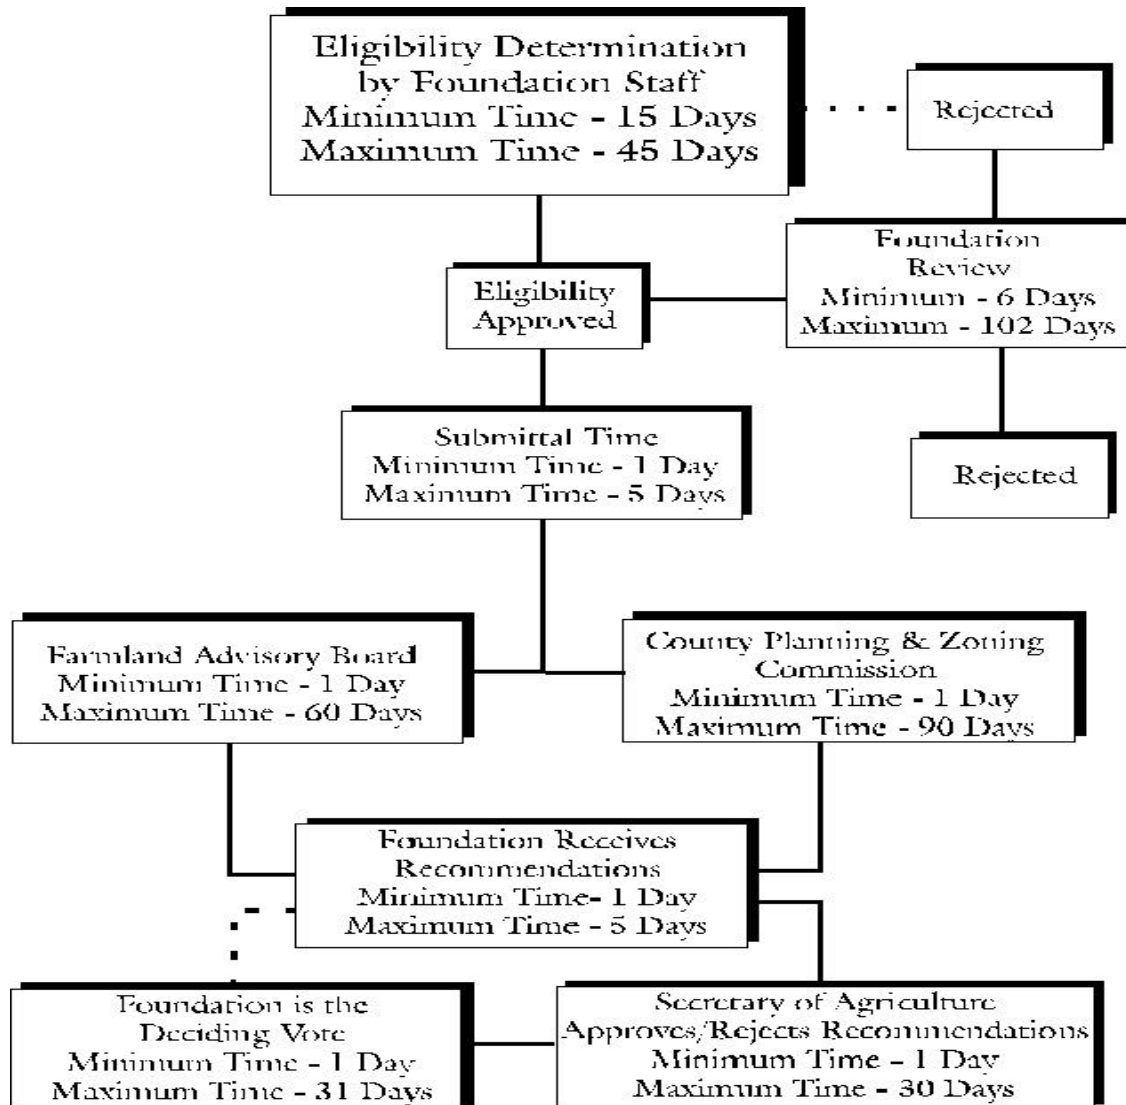 Eligibility Determination
by Foundation Staff
Minimum Time - 15 Days
Maximum Time - 45 Days
Rejected
Foundation
Review
Minimum - 6 Days
Maximum - 102 Days
Eligibility
Approved
Rejected
Submittal Time
Minimum Time - 1 Day
Maximum Time - 5 Days
Farmland Advisory Board
Minimum Time - 1 Day
Maximum Time - 60 Days
County Planning & Zoning
Commission
Minimum Time - 1 Day
Maximum Time - 90 Days
Foundation Receives
Recommendations
Minimum Time- 1 Day
Maximum Time - 5 Days
Foundation is the
Deciding Vote
Minimum Time - 1 Day
Maximum Time - 31 Days
Secretary of Agriculture
Approves/Rejects Recommendations
Minimum Time - 1 Day
Maximum Time - 30 Days